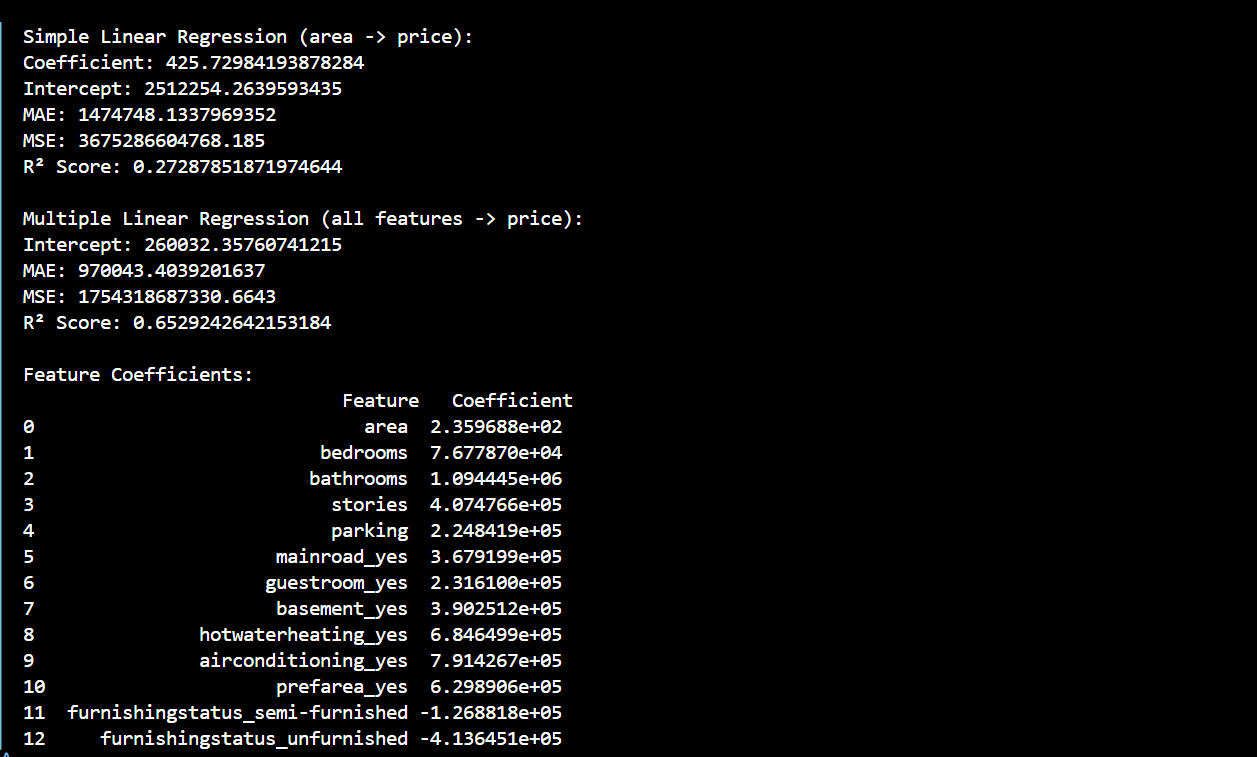 Simple Linear Regression (area -> price):
Coefficient: 425.72984193878284
Intercept: 2512254.2639593435
MAE: 1474748.1337969352
MSE: 3675286604768.185
R² Score: 0.27287851871974644
Multiple Linear Regression (all features -> price):
Intercept: 260032.35760741215
MAE: 970043.4039201637
MSE: 1754318687330.6643
R² Score: 0.6529242642153184
Feature Coefficients:
Feature Coefficient
0 area 2.359688e+02
1 bedrooms 7.677870e+04
2 bathrooms 1.094445e+06
3 stories 4.074766e+05
4 parking 2.248419e+05
5 mainroad_yes 3.679199e+05
6 guestroom_yes 2.316100e+05
7 basement_yes 3.902512e+05
8 hotwaterheating_yes 6.846499e+05
9 airconditioning_yes 7.914267e+05
10 prefarea_yes 6.298906e+05
11 furnishingstatus_semi-furnished -1.268818e+05
12 furnishingstatus_unfurnished -4.136451e+05